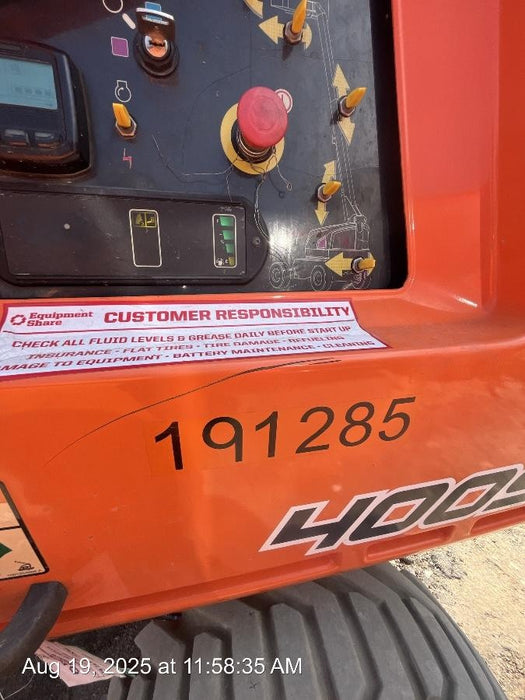 Equipment Share
CUSTOMER RESPONSIBILITY
CHECK ALL FLUID LEVELS & GREASE DAILY BEFORE START UP
INSURANCE - FLAT TIRES - TIRE DAMAGE - REFUELING
MAGE TO EQUIPMENT - BATTERY MAINTENANCE - CLEANING
191285
400S
Aug 19, 2025 at 11:58:35 AM